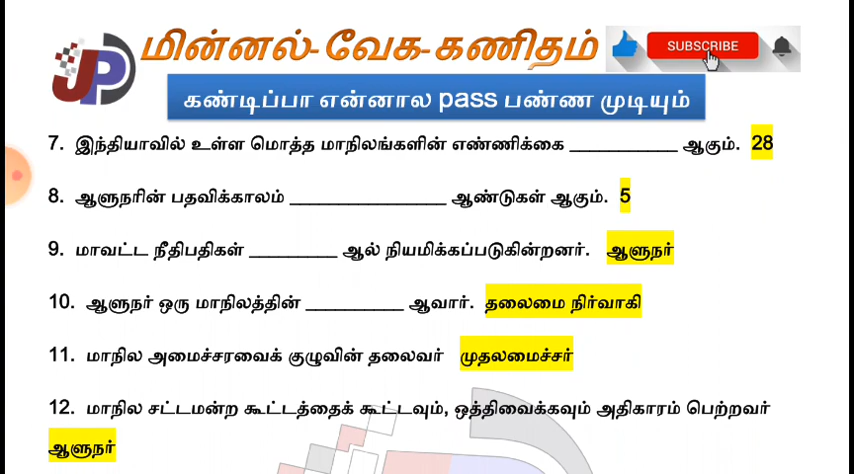 JPD
மின்னல்-வேக-கணிதம்
SUBSCRIBE
கண்டிப்பா என்னால pass பண்ண முடியும்
7. இந்தியாவில் உள்ள மொத்த மாநிலங்களின் எண்ணிக்கை ___________ ஆகும். 28
8. ஆளுநரின் பதவிக்காலம் ________________ ஆண்டுகள் ஆகும். 5
9. மாவட்ட நீதிபதிகள் _________ ஆல் நியமிக்கப்படுகின்றனர். ஆளுநர்
10. ஆளுநர் ஒரு மாநிலத்தின் __________ ஆவார். தலைமை நிர்வாகி
11. மாநில அமைச்சரவைக் குழுவின் தலைவர் முதலமைச்சர்
12. மாநில சட்டமன்ற கூட்டத்தைக் கூட்டவும், ஒத்திவைக்கவும் அதிகாரம் பெற்றவர்
ஆளுநர்